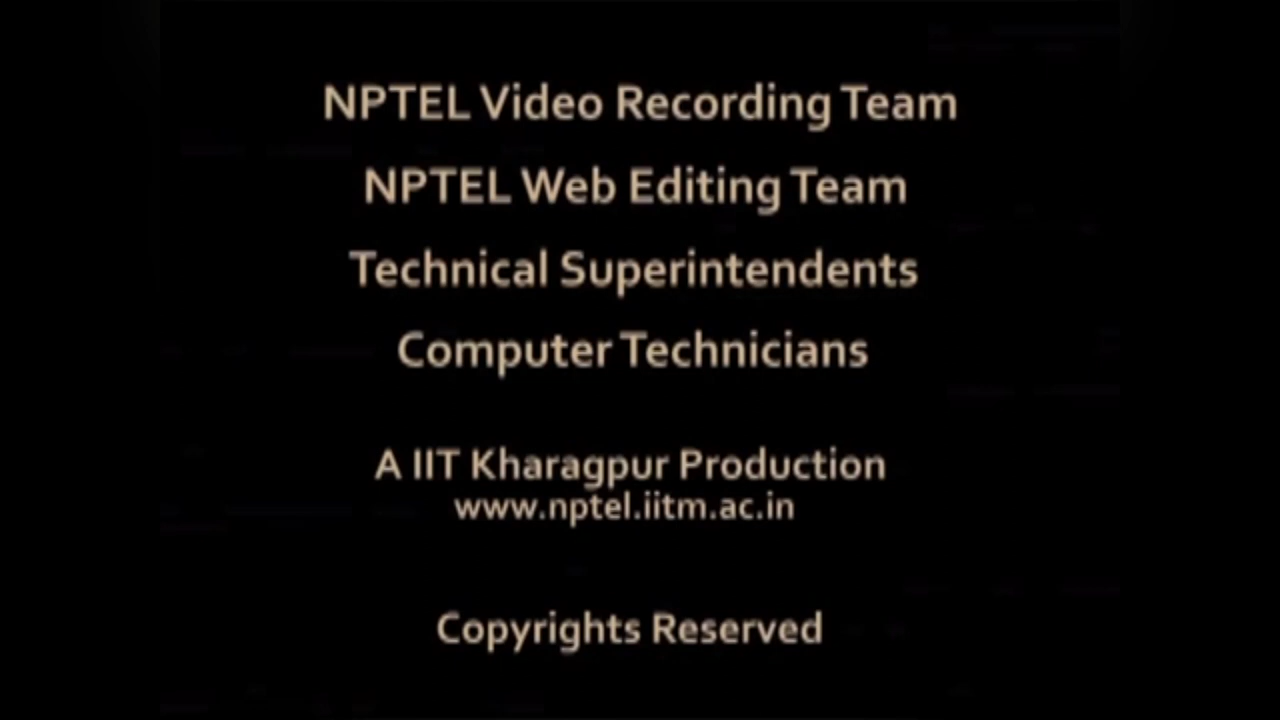 NPTEL Video Recording Team
NPTEL Web Editing Team
Technical Superintendents
Computer Technicians
A IIT Kharagpur Production
www.nptel.iitm.ac.in
Copyrights Reserved